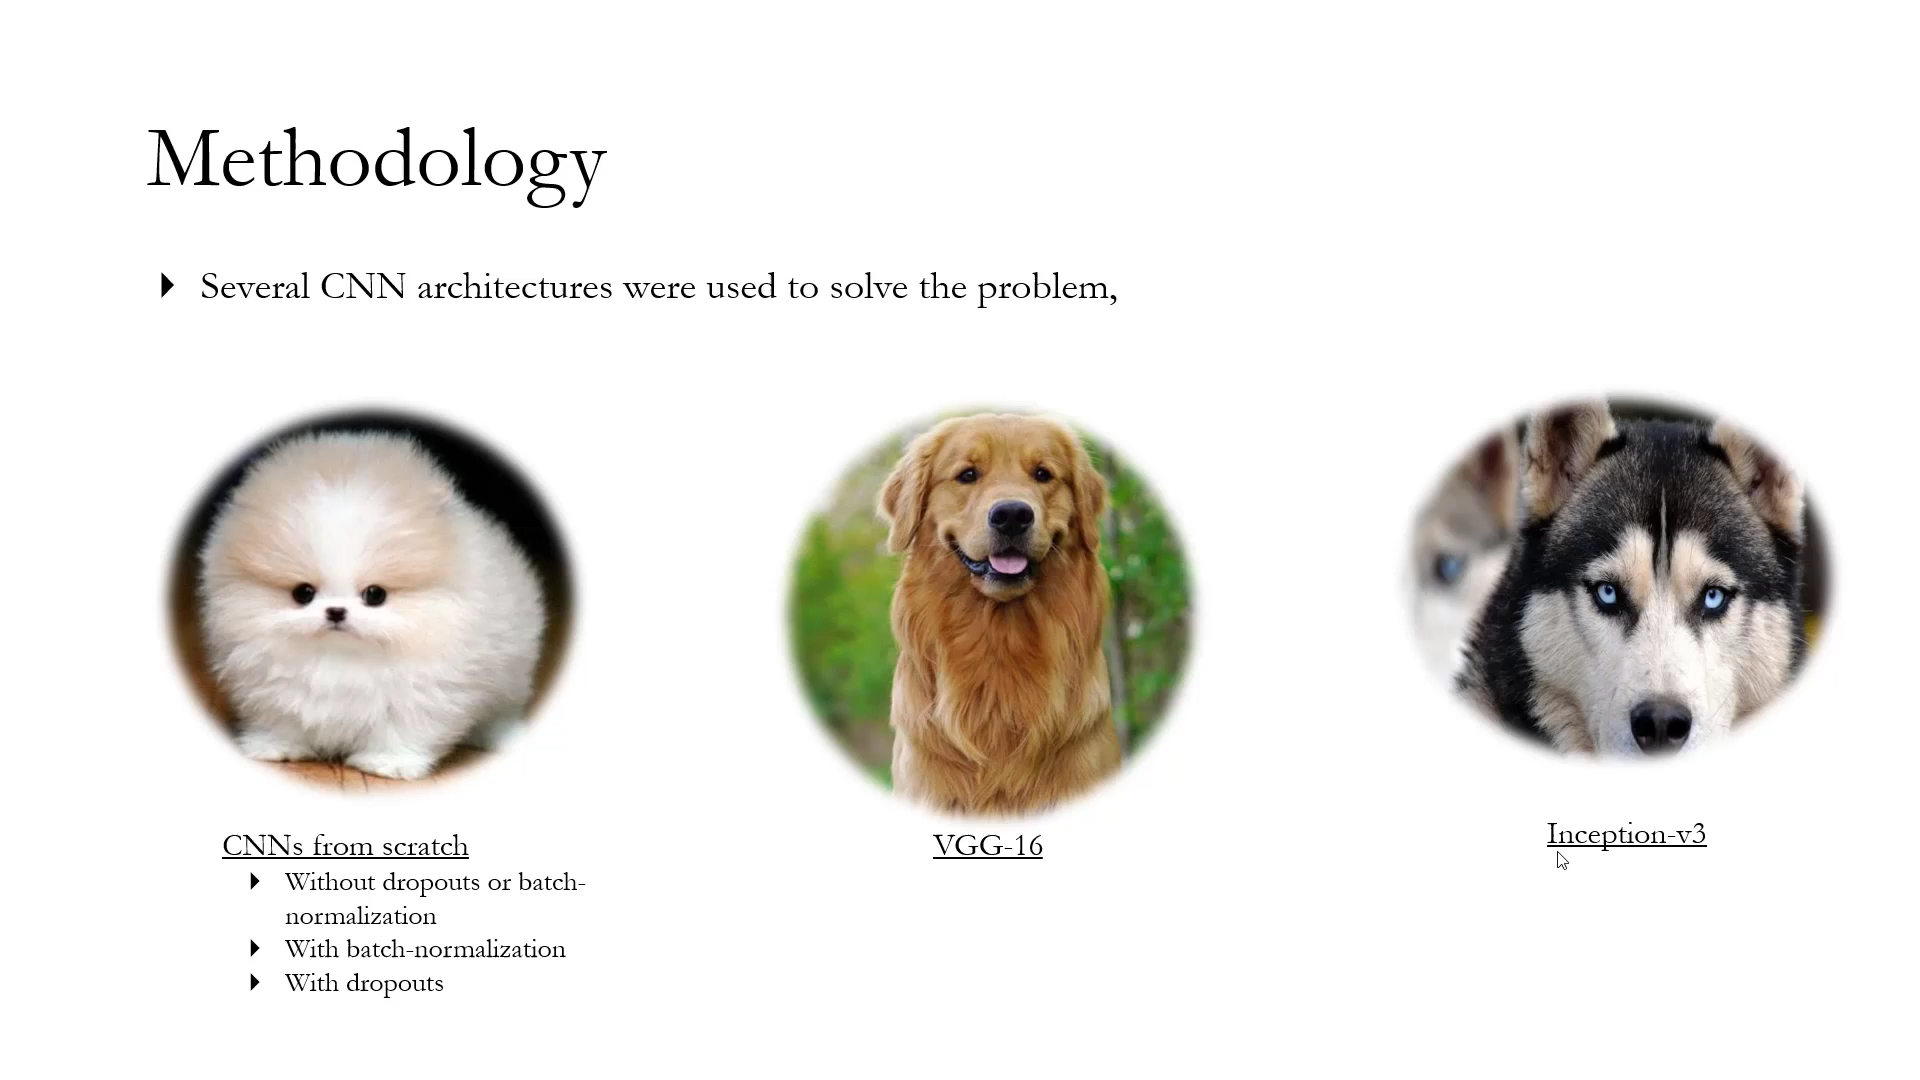 Methodology
Several CNN architectures were used to solve the problem,
CNNs from scratch
Without dropouts or batch-
normalization
With batch-normalization
With dropouts
VGG-16
Inception-v3